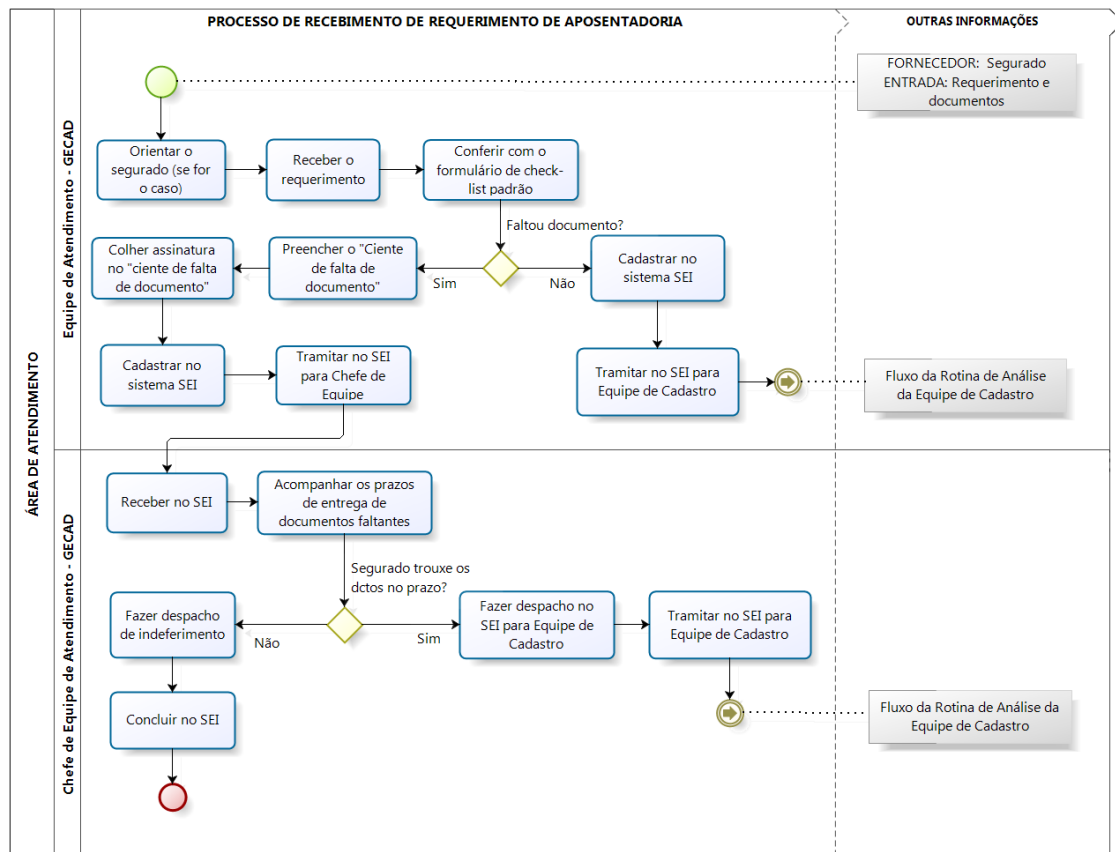 PROCESSO DE RECEBIMENTO DE REQUERIMENTO DE APOSENTADORIA
OUTRAS INFORMAÇÕES
ÁREA DE ATENDIMENTO
Equipe de Atendimento - GECAD
FORNECEDOR: Segurado
ENTRADA: Requerimento e
documentos
Orientar o
segurado (se for
o caso)
Receber o
requerimento
Conferir com o
formulário de check-
list padrão
Faltou documento?
Colher assinatura
no "ciente de falta
de documento"
Preencher o "Ciente
de falta de
documento"
Sim
Não
Cadastrar no
sistema SEI
Cadastrar no
sistema SEI
Tramitar no SEI
para Chefe de
Equipe
Tramitar no SEI para
Equipe de Cadastro
Fluxo da Rotina de Análise
da Equipe de Cadastro
Chefe de Equipe de Atendimento - GECAD
Receber no SEI
Acompanhar os prazos
de entrega de
documentos faltantes
Segurado trouxe os
dctos no prazo?
Fazer despacho
de indeferimento
Não
Sim
Fazer despacho no
SEI para Equipe de
Cadastro
Tramitar no SEI para
Equipe de Cadastro
Concluir no SEI
Fluxo da Rotina de Análise da
Equipe de Cadastro